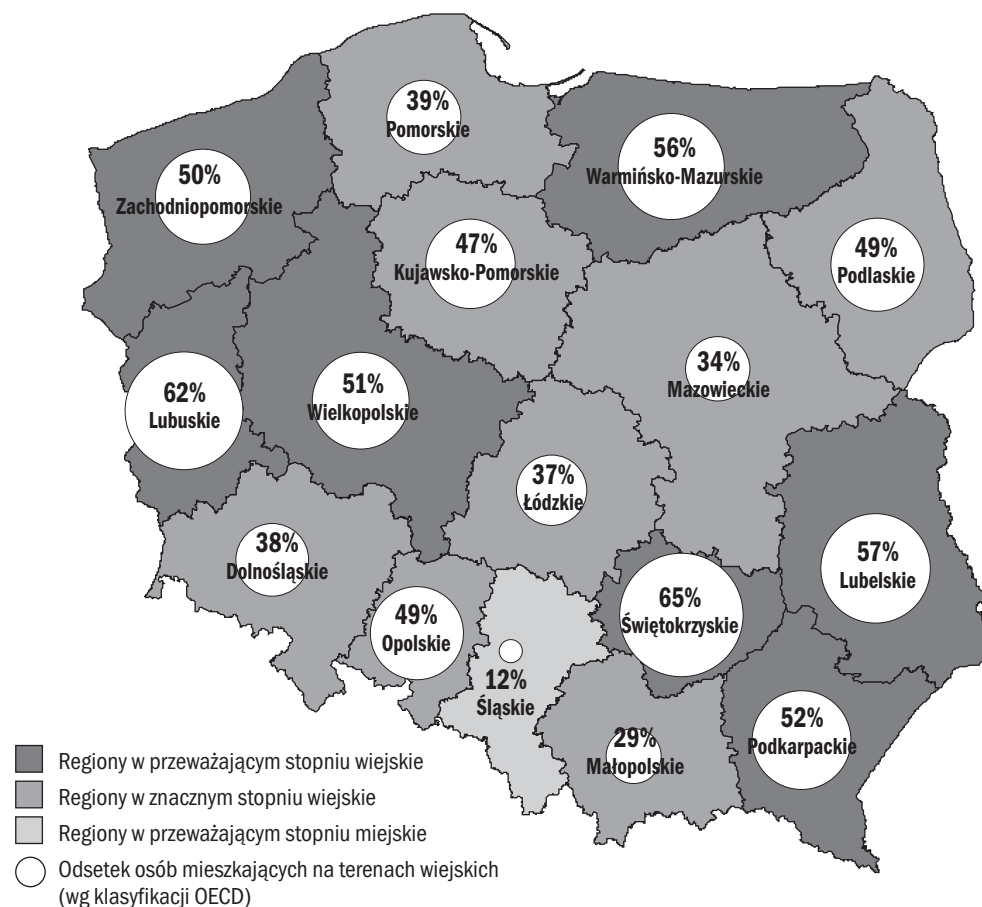 39%
Pomorskie
56%
Warmińsko-Mazurskie
50%
Zachodniopomorskie
47%
Kujawsko-Pomorskie
49%
Podlaskie
34%
Mazowieckie
62%
Lubuskie
51%
Wielkopolskie
37%
Łódzkie
38%
Dolnośląskie
57%
Lubelskie
49%
Opolskie
65%
Świętokrzyskie
12%
Śląskie
29%
Małopolskie
52%
Podkarpackie
Regiony w przeważającym stopniu wiejskie
Regiony w znacznym stopniu wiejskie
Regiony w przeważającym stopniu miejskie
Odsetek osób mieszkających na terenach wiejskich
(wg klasyfikacji OECD)